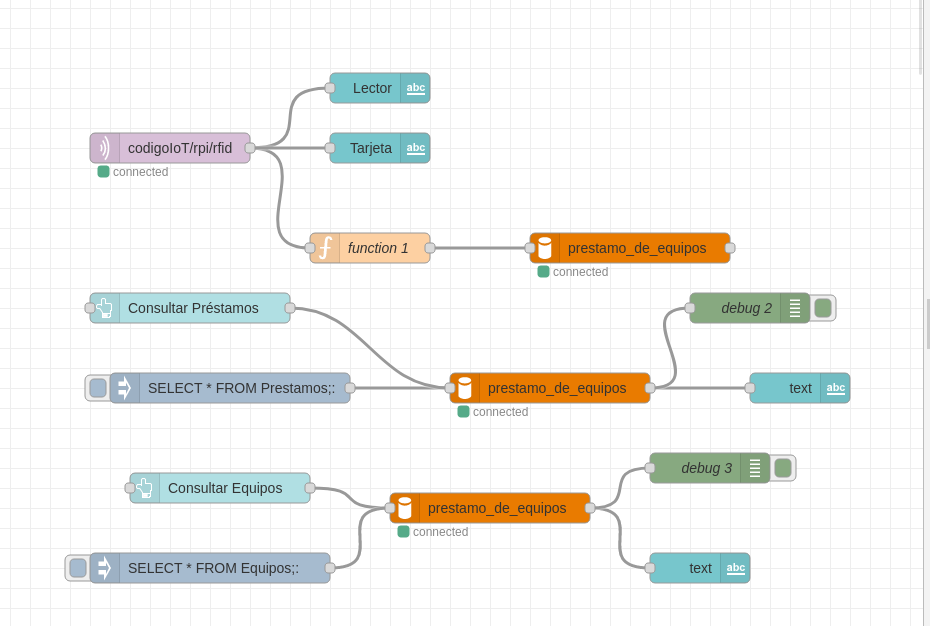 Lector abc
codigoIoT/rpi/rfid
Tarjeta abc
connected
function 1
prestamo_de_equipos
connected
Consultar Préstamos
debug 2
SELECT * FROM Prestamos;:
prestamo_de_equipos
text abc
connected
debug 3
Consultar Equipos
prestamo_de_equipos
connected
SELECT * FROM Equipos;:
text abc